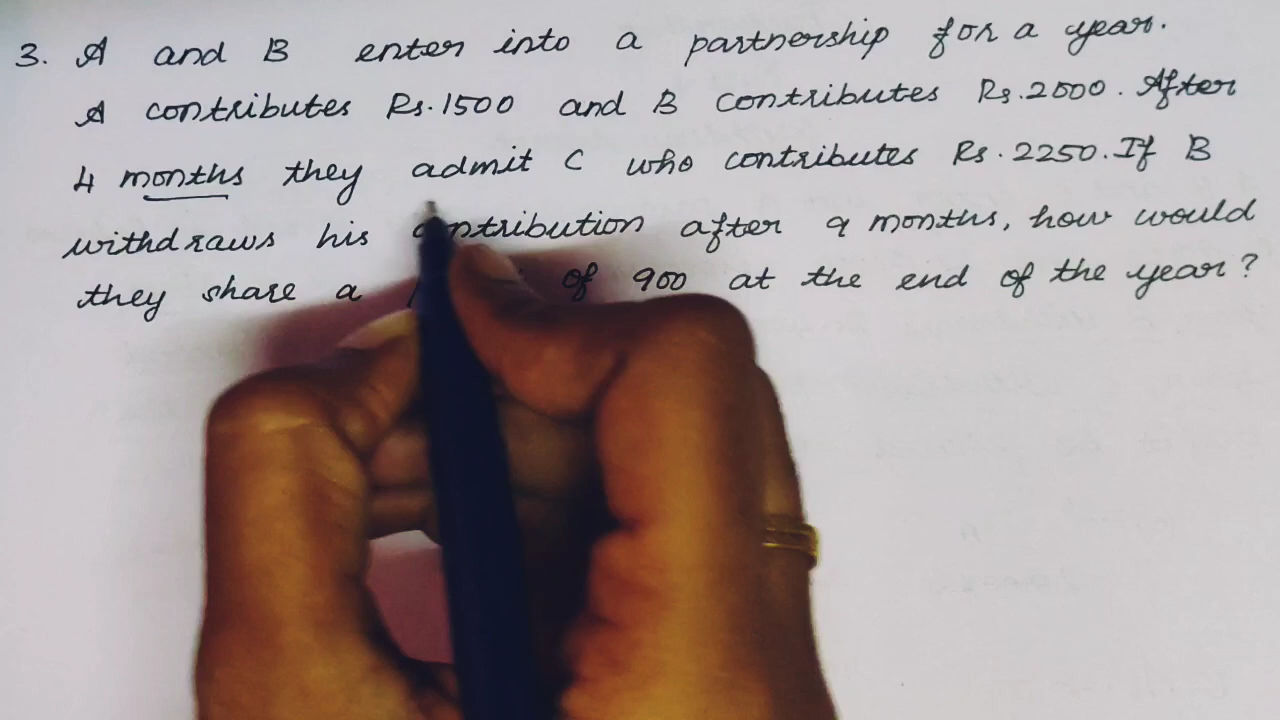 3. A and B enter into a partnership for a year.
A contributes Rs.1500 and B contributes Rs.2000. After
4 months they admit C who contributes Rs.2250. If B
withdraws his contribution after 9 months, how would
they share a of 900 at the end of the year?